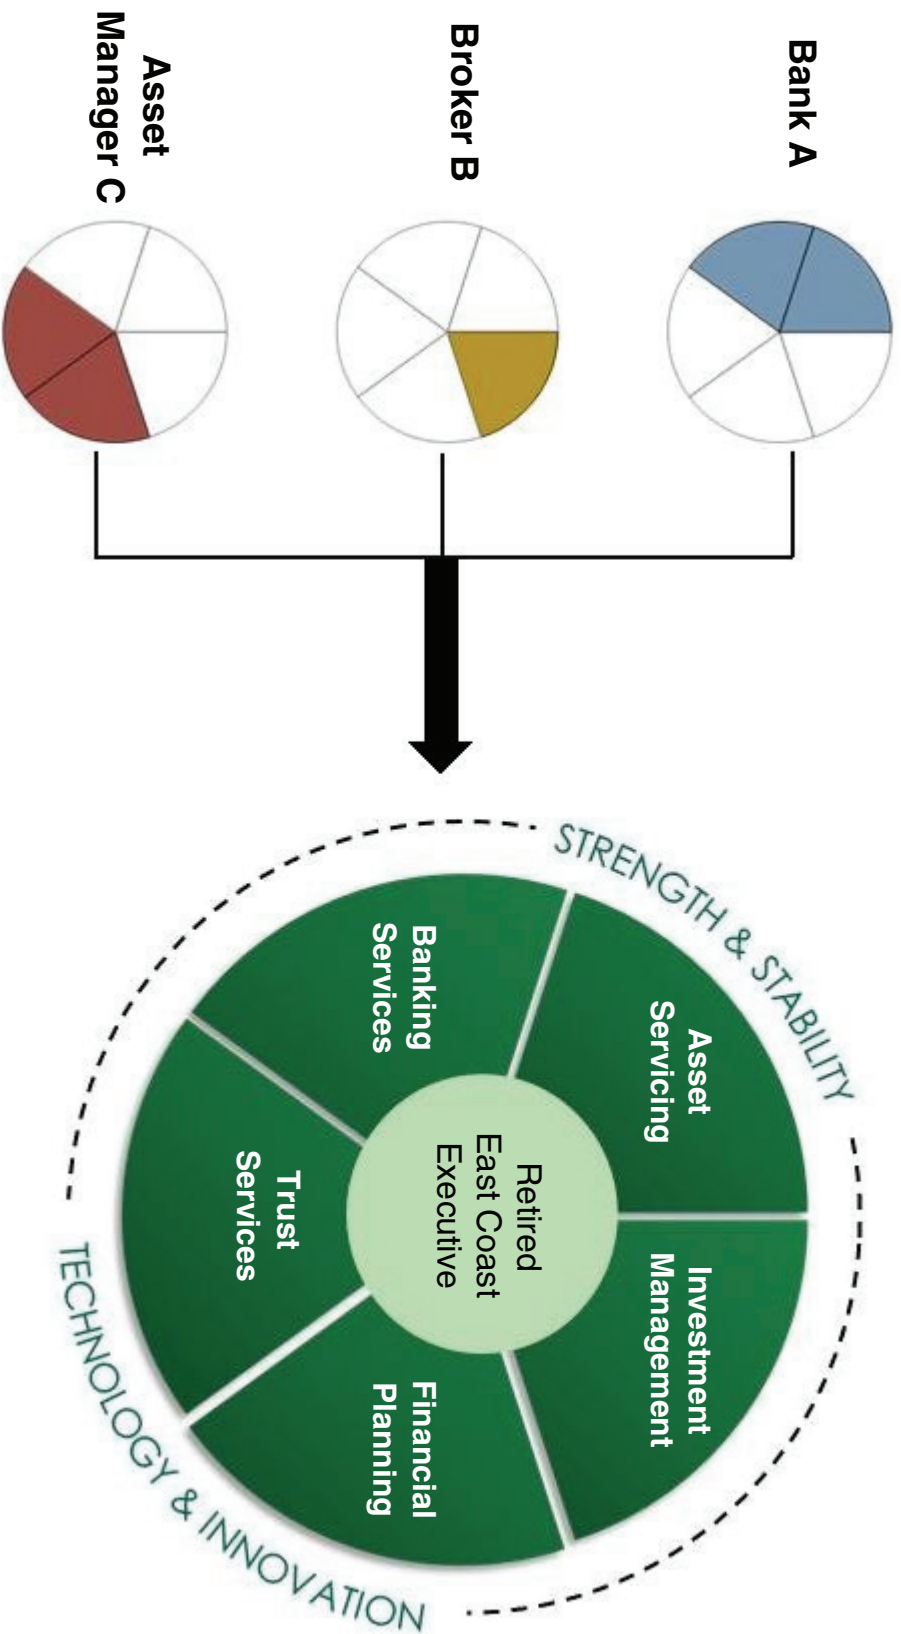 Bank A
Broker B
Asset
Manager C
STRENGTH & STABILITY
Asset
Servicing
Investment
Management
Banking
Services
Retired
East Coast
Executive
Financial
Planning
Trust
Services
TECHNOLOGY & INNOVATION